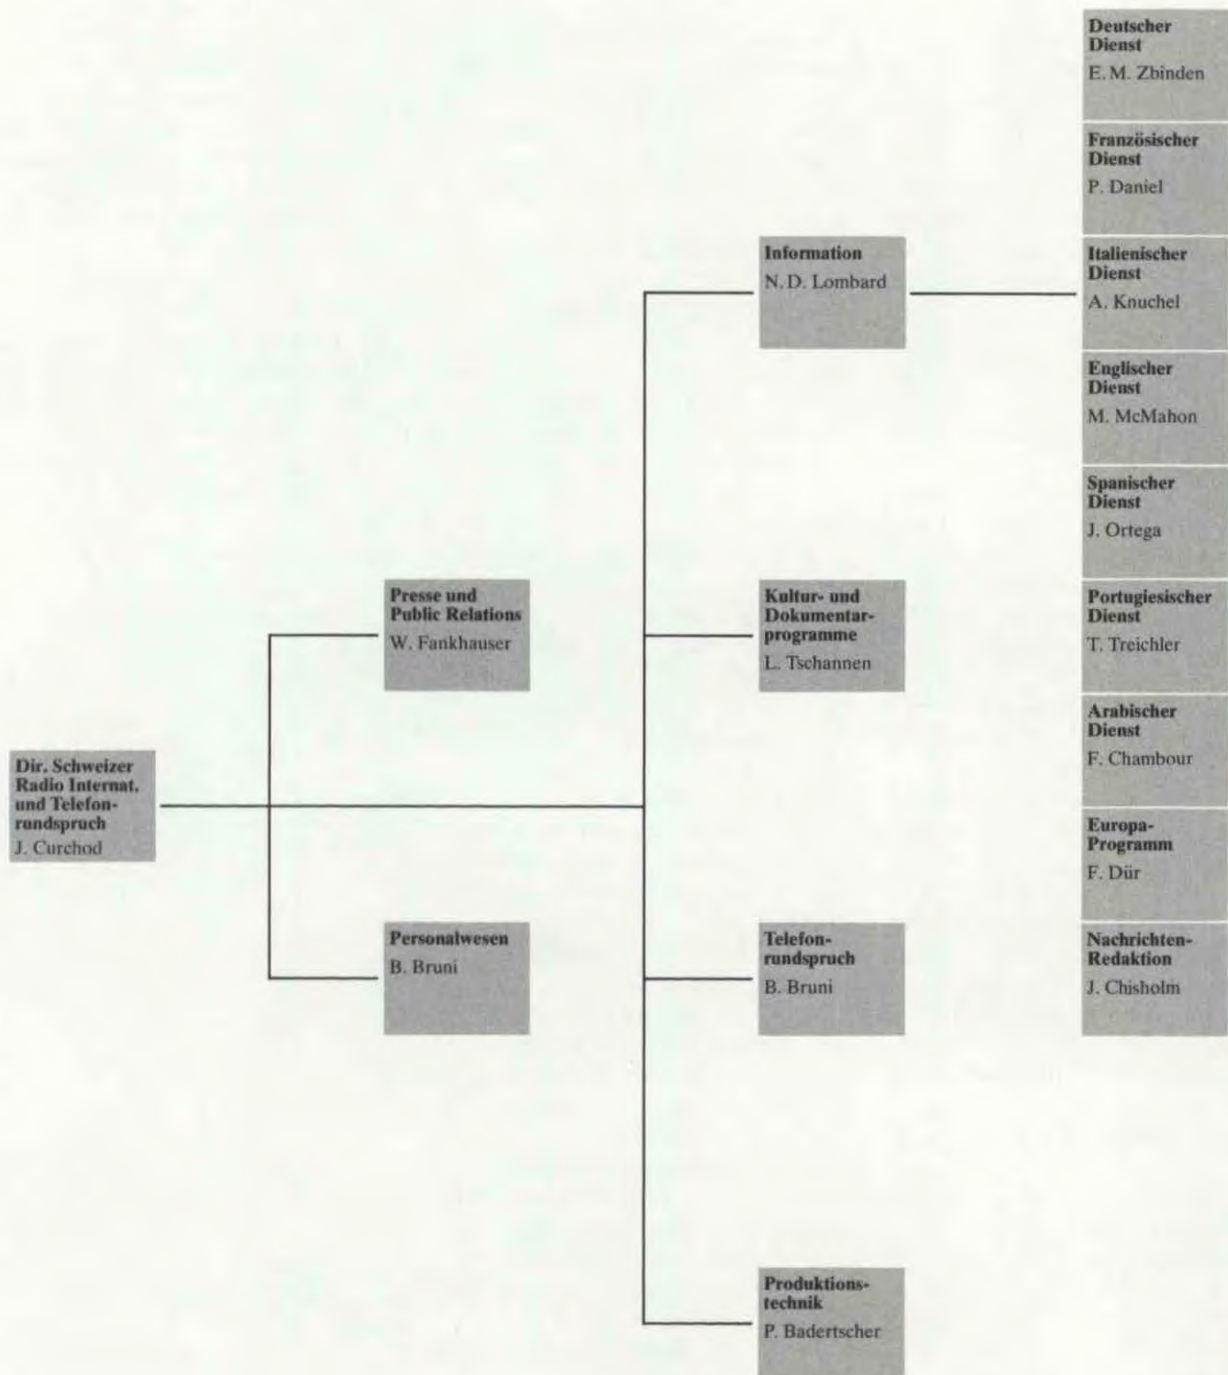 Dir. Schweizer
Radio Internat.
und Telefon-
rundspruch
J. Curchod
Presse und
Public Relations
W. Fankhauser
Personalwesen
B. Bruni
Information
N. D. Lombard
Kultur- und
Dokumentar-
programme
L. Tschannen
Telefon-
rundspruch
B. Bruni
Produktions-
technik
P. Badertscher
Deutscher
Dienst
E. M. Zbinden
Französischer
Dienst
P. Daniel
Italienischer
Dienst
A. Knuchel
Englischer
Dienst
M. McMahon
Spanischer
Dienst
J. Ortega
Portugiesischer
Dienst
T. Treichler
Arabischer
Dienst
F. Chambour
Europa-
Programm
F. Dür
Nachrichten-
Redaktion
J. Chisholm